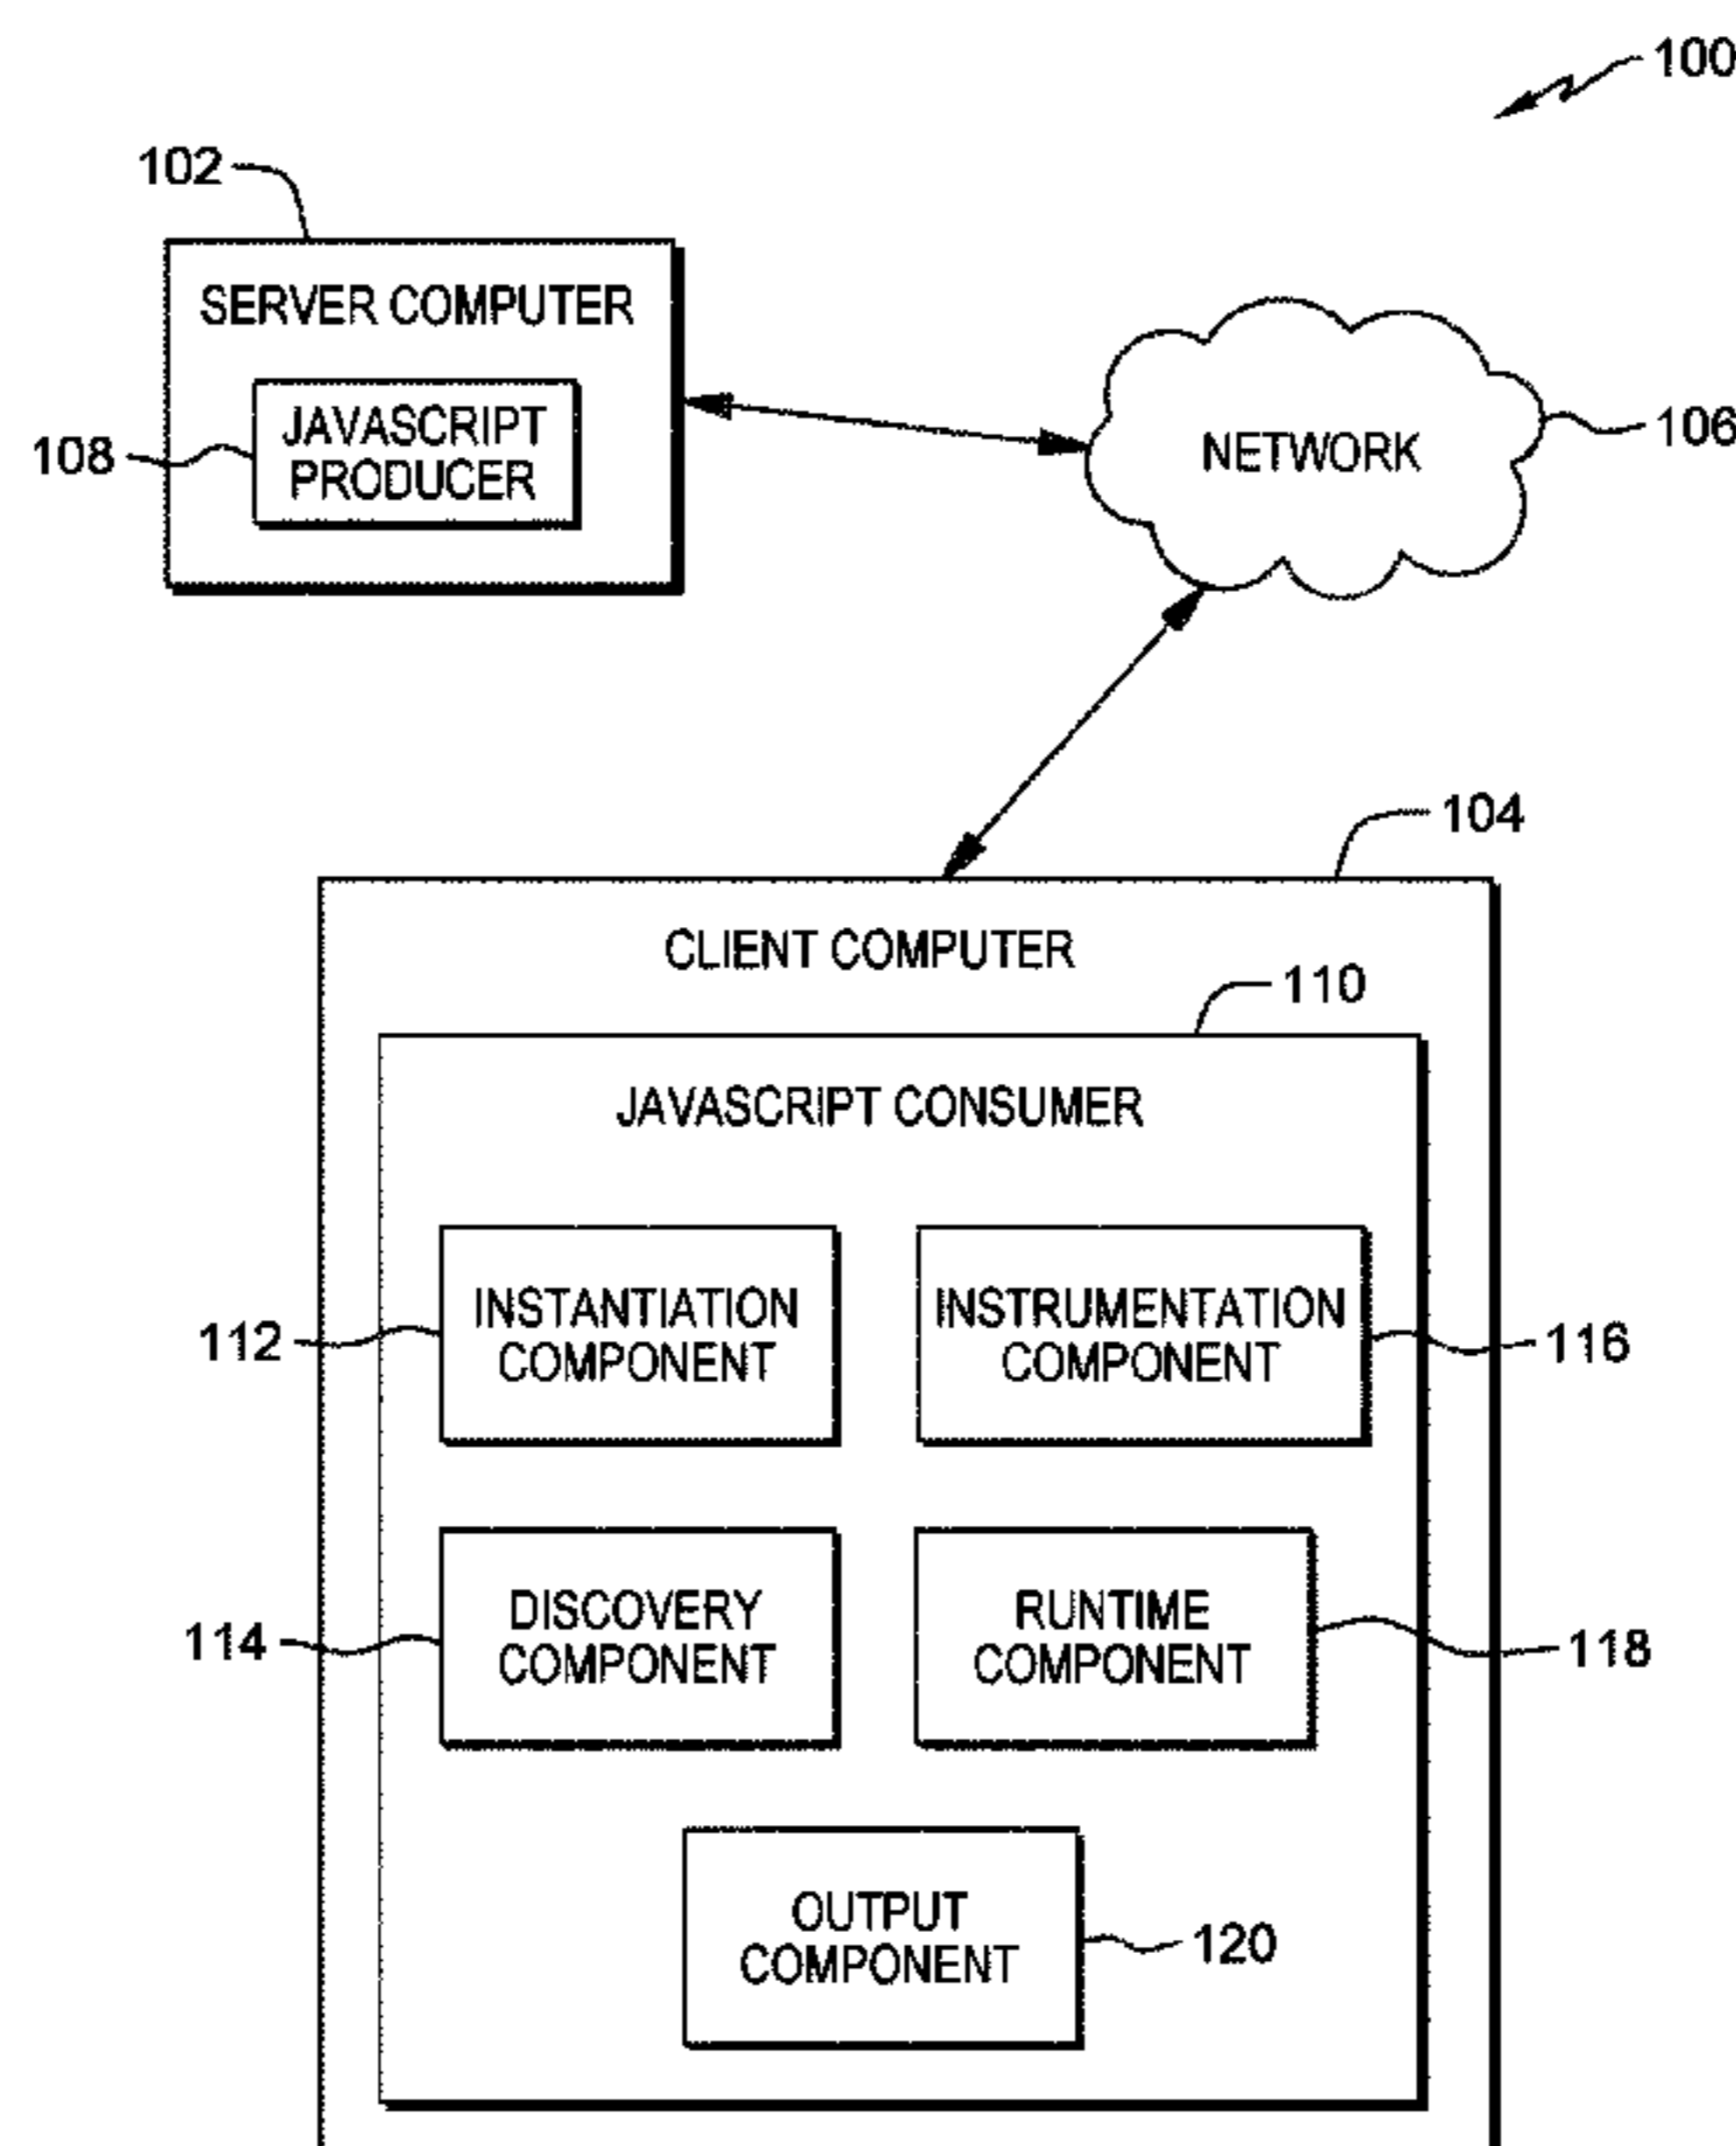 100
102
SERVER COMPUTER
108
JAVASCRIPT
PRODUCER
NETWORK
106
104
CLIENT COMPUTER
110
JAVASCRIPT CONSUMER
112
INSTANTIATION
COMPONENT
INSTRUMENTATION
COMPONENT
116
114
DISCOVERY
COMPONENT
RUNTIME
COMPONENT
118
OUTPUT
COMPONENT
120